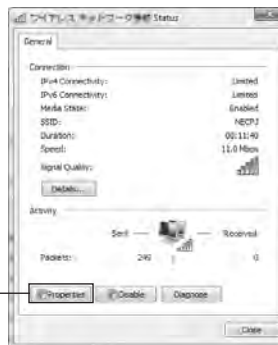 ワイヤレス ネットワーク接続 Status
General
Connection
IPv4 Connectivity: Limited
IPv6 Connectivity: Limited
Media State: Enabled
SSID: NECPJ
Duration: 00:11:40
Speed: 11.0 Mbps
Signal Quality:
Details...
Activity
Sent — Received
Packets: 249 0
Properties Disable Diagnose
Close